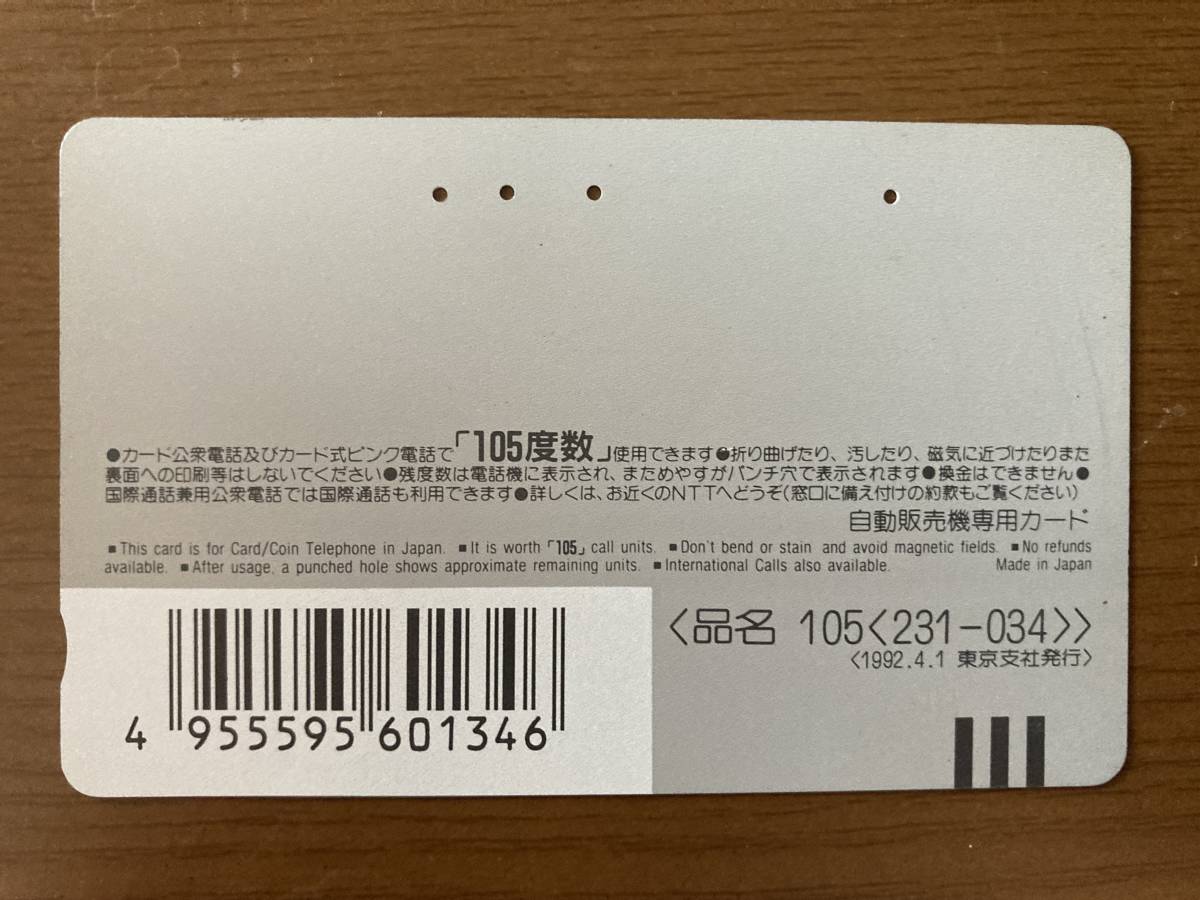 ●カード公衆電話及びカード式ピンク電話で「105度数」使用できます●折り曲げたり、汚したり、磁気に近づけたりまた
裏面への印刷等はしないでください●残度数は電話機に表示され、まためやすがパンチ穴で表示されます●換金はできません●
国際通話兼用公衆電話では国際通話も利用できます●詳しくは、お近くのNTTへどうぞ(窓口に備え付けの約款もご覧ください)
自動販売機専用カード
■This card is for Card/Coin Telephone in Japan. ■It is worth「105」call units. ■Don't bend or stain and avoid magnetic fields. ■No refunds
available. ■After usage, a punched hole shows approximate remaining units. ■International Calls also available. Made in Japan
〈品名 105〈231-034〉〉
〈1992.4.1 東京支社発行〉
4 955595 601346